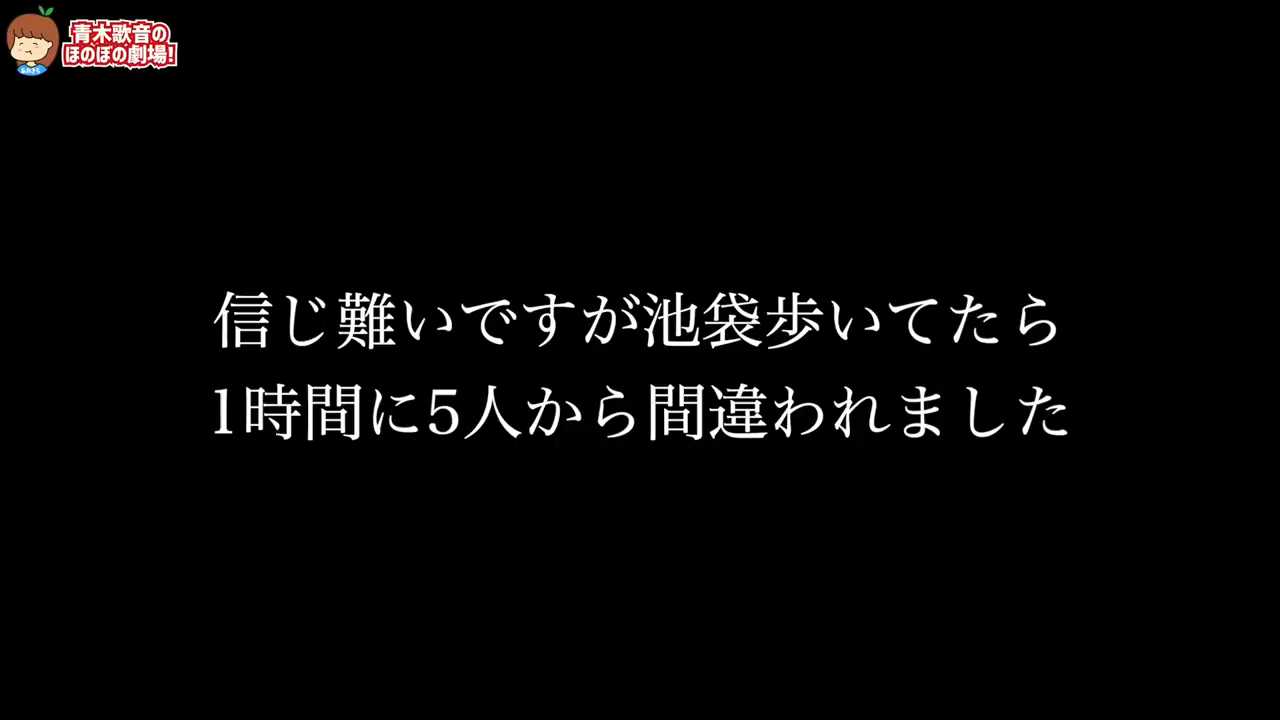 青木歌音の
ほのぼの劇場!
信じ難いですが池袋歩いてたら
1時間に5人から間違われました